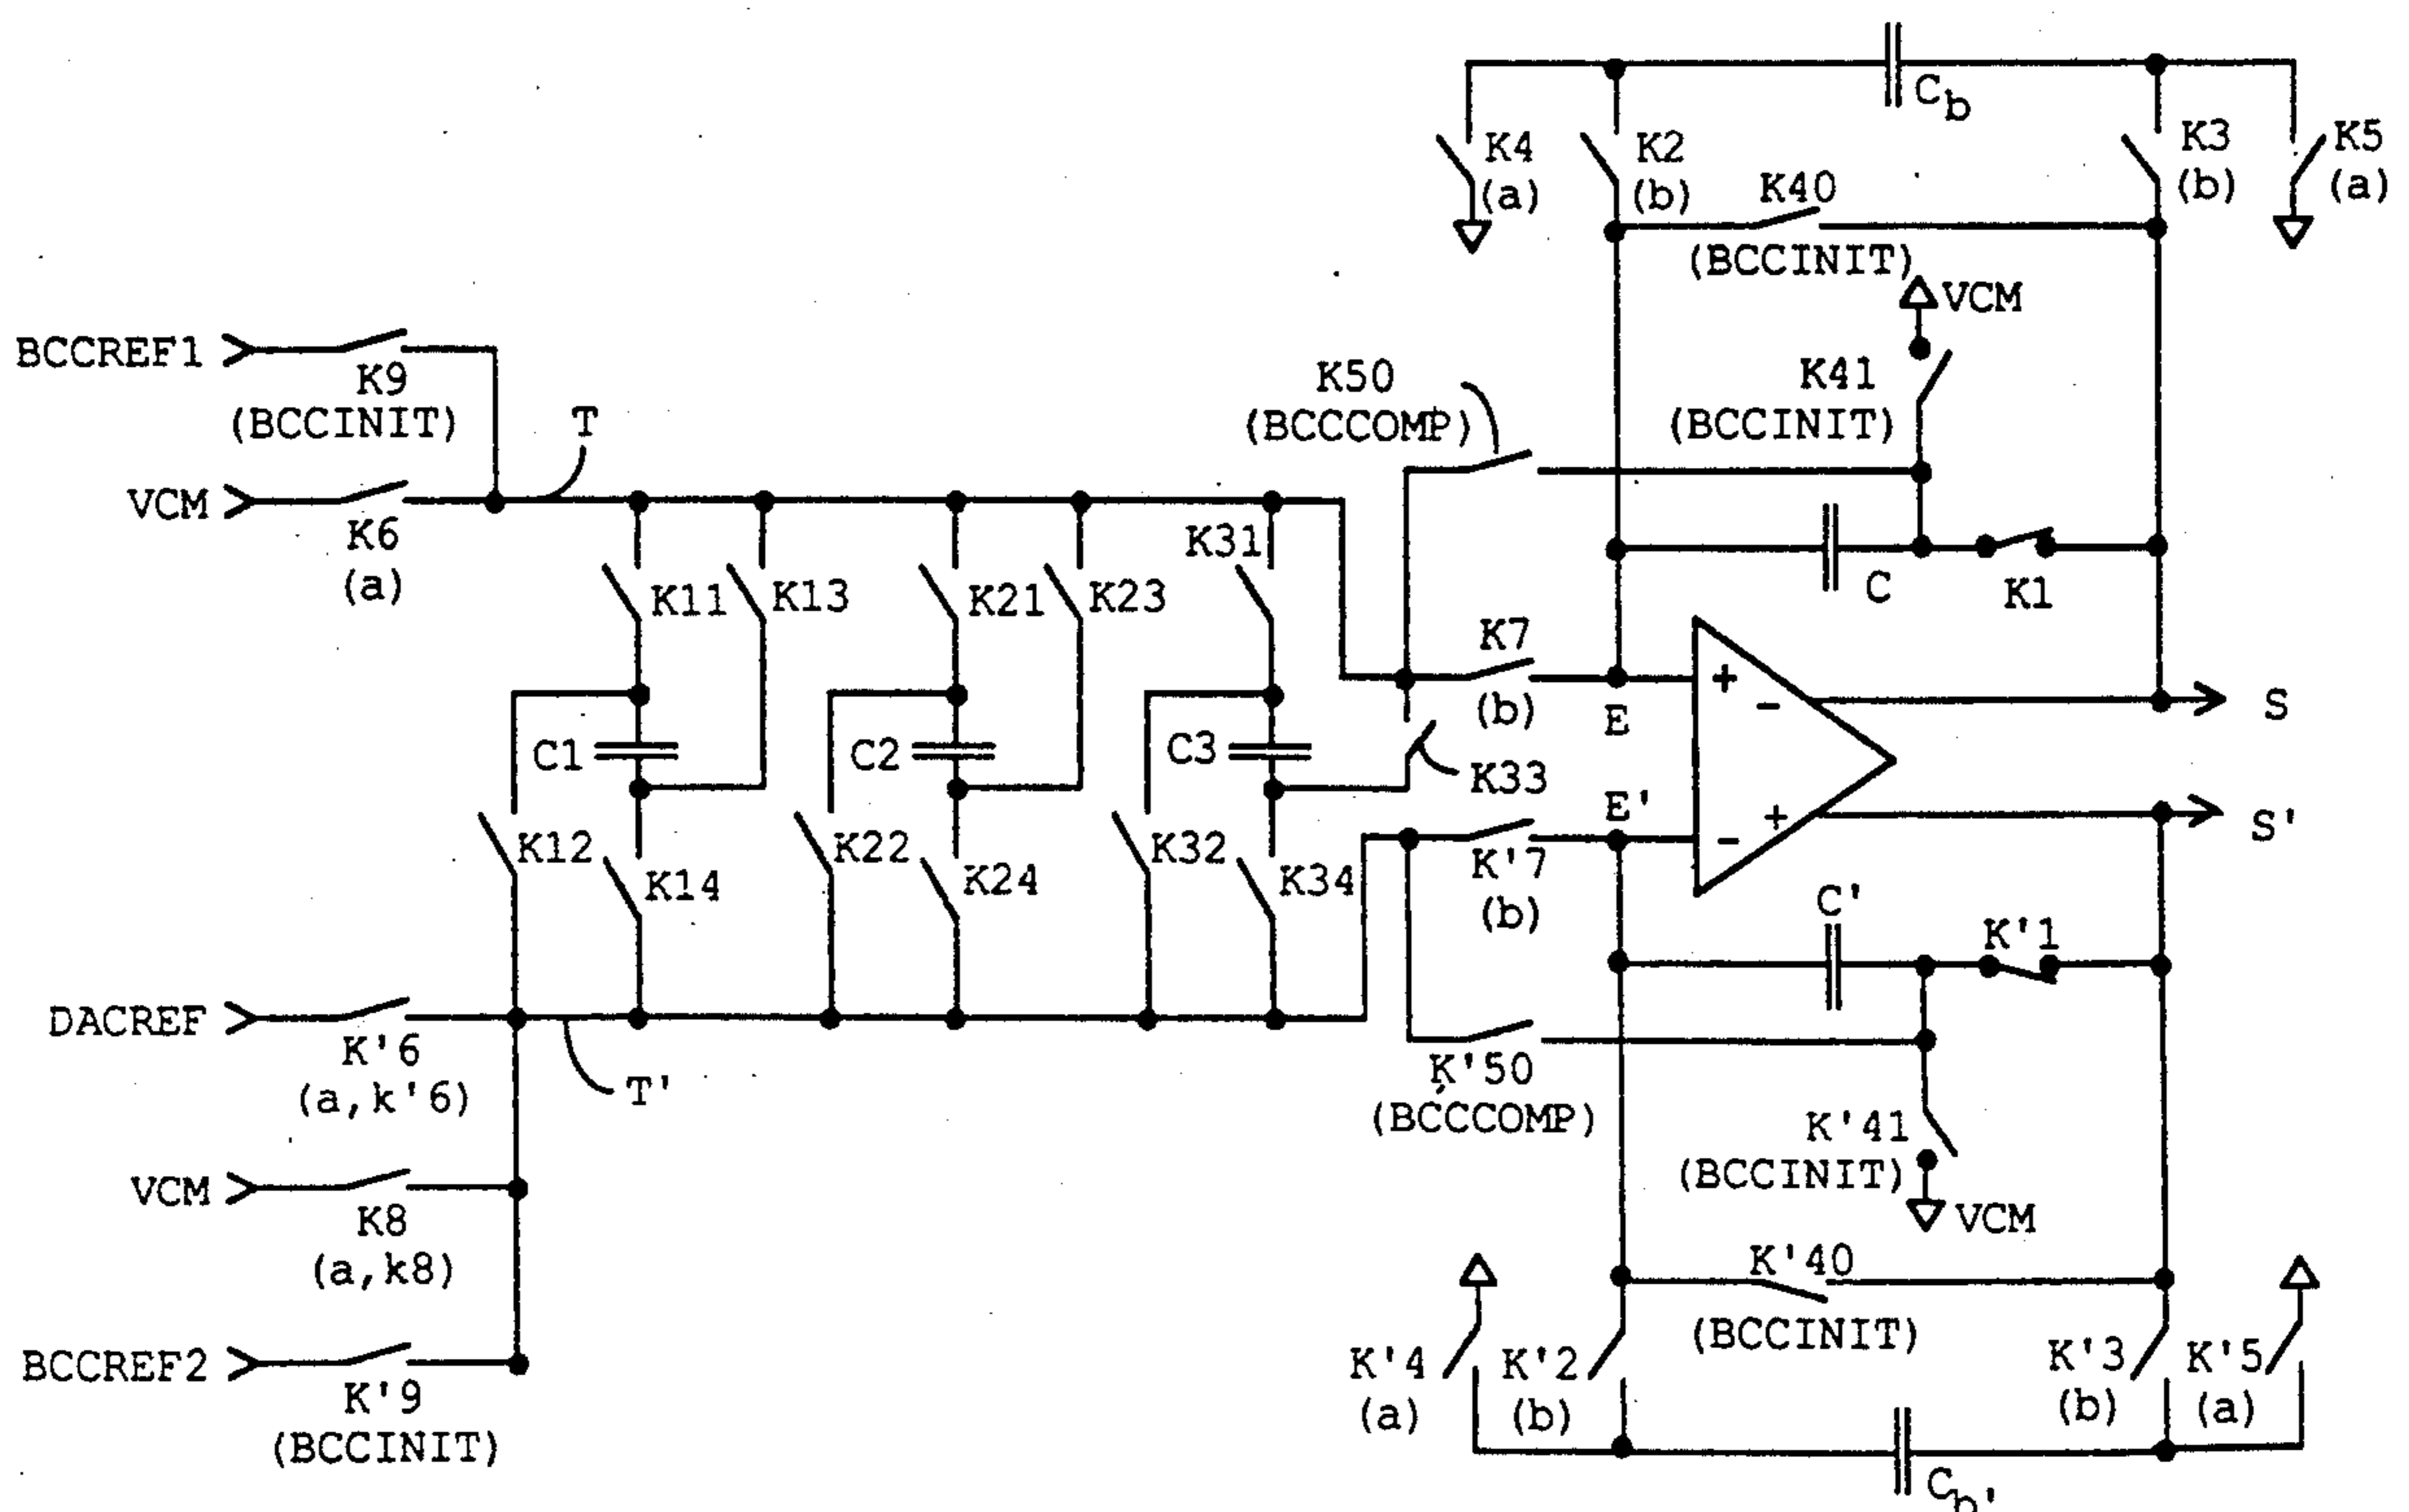 Cb
K4
(a)
K2
(b)
K3
(b)
K5
(a)
K40
(BCCINIT)
VCM
BCCREF1
K9
(BCCINIT)
T
K50
(BCCCOMP)
K41
(BCCINIT)
VCM
K6
(a)
K11
K13
K21
K23
K31
C
K1
K7
(b)
E
+
-
S
C1
C2
C3
K33
E'
-
+
S'
K12
K14
K22
K24
K32
K34
K'7
(b)
C'
K'1
DACREF
K'6
(a,k'6)
T'
K'50
(BCCCOMP)
K'41
(BCCINIT)
VCM
VCM
K8
(a,k8)
K'40
(BCCINIT)
BCCREF2
K'9
(BCCINIT)
K'4
(a)
K'2
(b)
K'3
(b)
K'5
(a)
Cb'